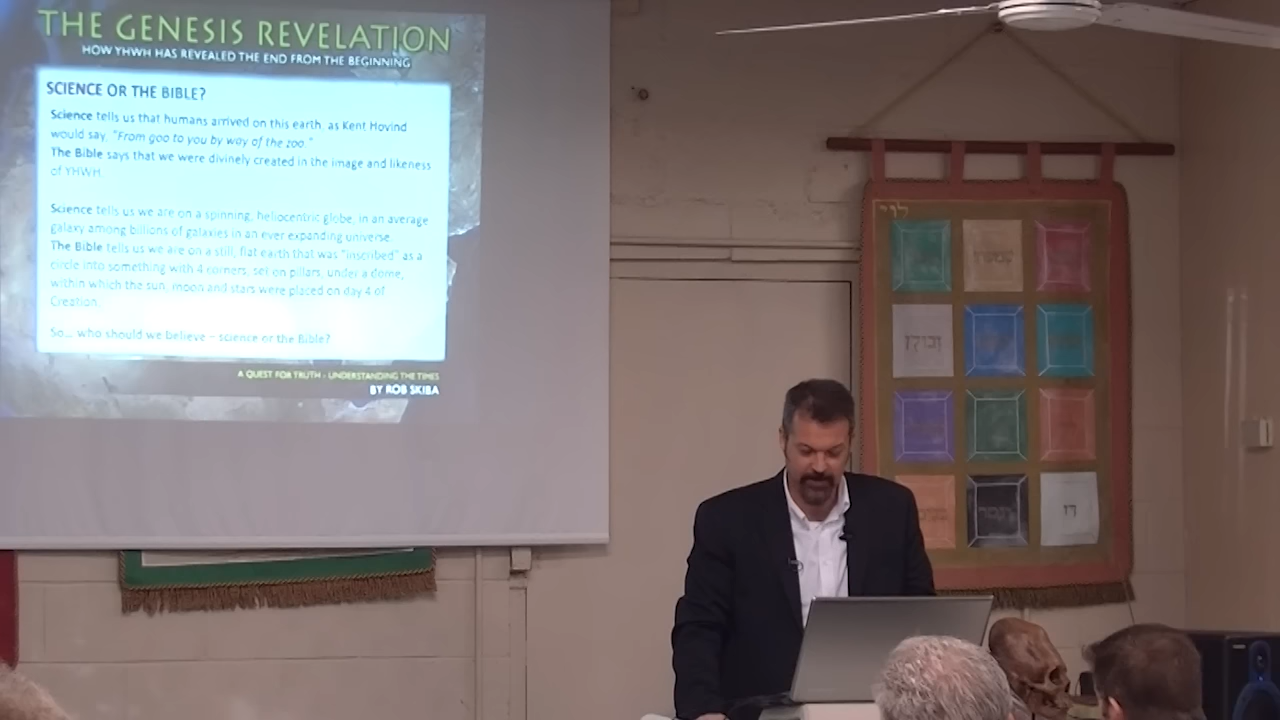 THE GENESIS REVELATION
HOW YHWH HAS REVEALED THE END FROM THE BEGINNING
SCIENCE OR THE BIBLE?
Science tells us that humans arrived on this earth, as Kent Hovind
would say, "From goo to you by way of the zoo."
The Bible says that we were divinely created in the image and likeness
of YHWH.
Science tells us we are on a spinning, heliocentric globe, in an average
galaxy among billions of galaxies in an ever expanding universe.
The Bible tells us we are on a still, flat earth that was "inscribed" as a
circle into something with 4 corners, set on pillars, under a dome,
within which the sun, moon and stars were placed on day 4 of
Creation.
So... who should we believe – science or the Bible?
A QUEST FOR TRUTH - UNDERSTANDING THE TIMES
BY ROB SKIBA
לוי
זבולן
דן